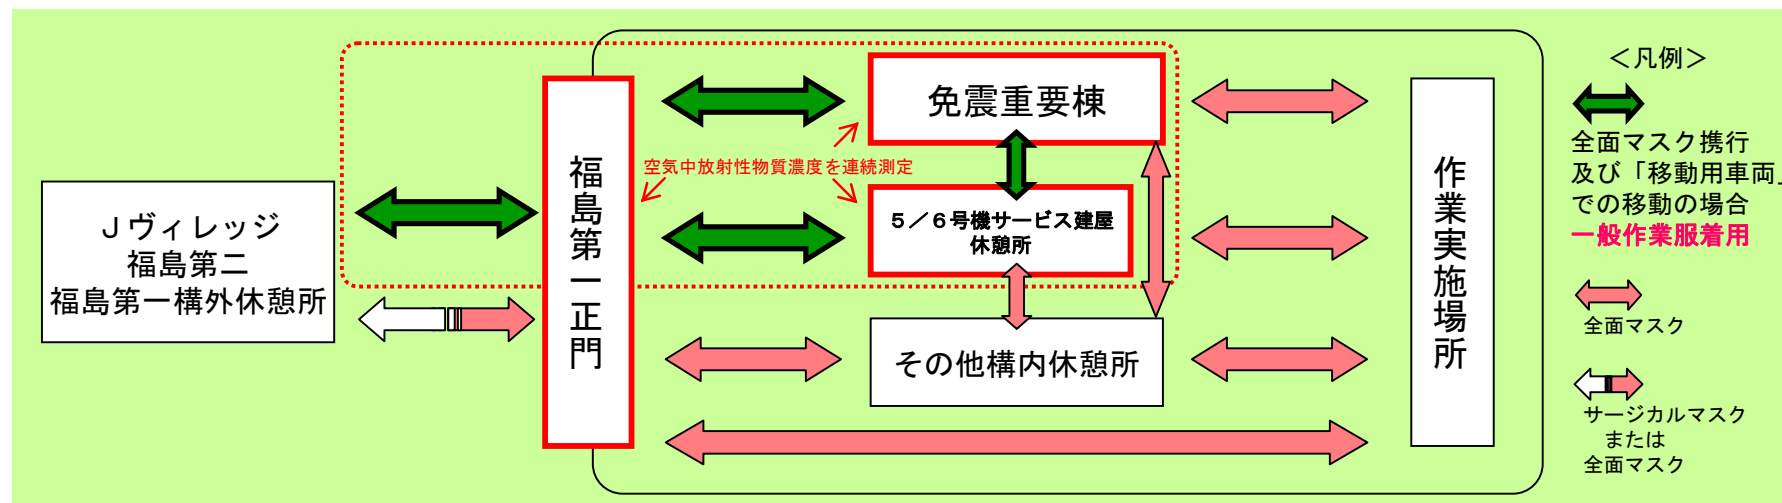 Ｊヴィレッジ
福島第二
福島第一構外休憩所
福島第一正門
空気中放射性物質濃度を連続測定
免震重要棟
５／６号機サービス建屋
休憩所
その他構内休憩所
作業実施場所
＜凡例＞
全面マスク携行
及び「移動用車両」
での移動の場合
一般作業服着用
全面マスク
サージカルマスク
または
全面マスク